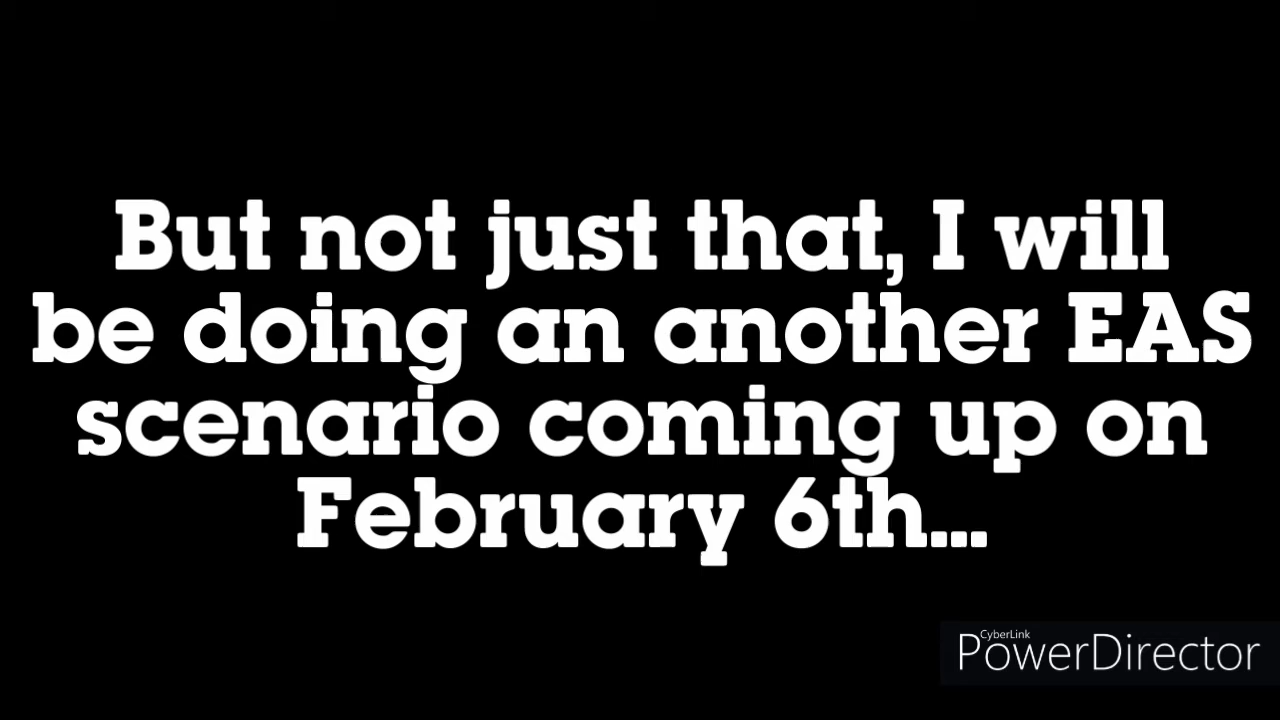 But not just that, I will
be doing an another EAS
scenario coming up on
February 6th...
CyberLink
PowerDirector